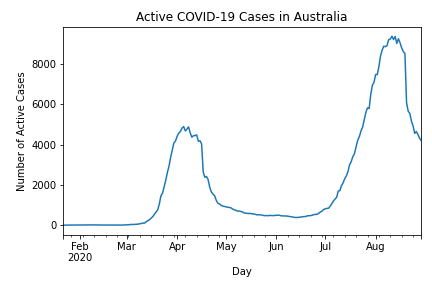 Active COVID-19 Cases in Australia
Number of Active Cases
8000
6000
4000
2000
0
Feb Mar Apr May Jun Jul Aug
2020
Day